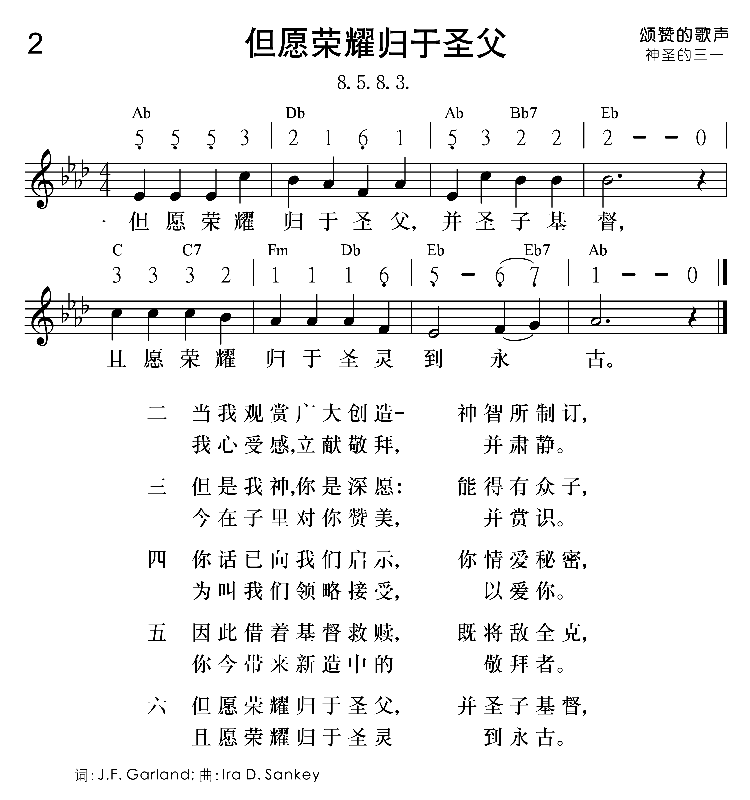 2
但愿荣耀归于圣父
颂赞的歌声
神圣的三一
8. 5. 8. 3.
Ab Db Ab Bb7 Eb
5 5 5 3 | 2 1 6 1 | 5 3 2 2 | 2 - - 0
4/4
·但愿荣耀 归于圣父, 并圣子基督,
C C7 Fm Db Eb Eb7 Ab
3 3 3 2 | 1 1 1 6 | 5 - 6 7 | 1 - - 0
且愿荣耀 归于圣灵到 永 古。
二 当我观赏广大创造- 神智所制订,
我心受感,立献敬拜, 并肃静。
三 但是我神,你是深愿: 能得有众子,
今在子里对你赞美, 并赏识。
四 你话已向我们启示, 你情爱秘密,
为叫我们领略接受, 以爱你。
五 因此借着基督救赎, 既将敌全克,
你今带来新造中的 敬拜者。
六 但愿荣耀归于圣父, 并圣子基督,
且愿荣耀归于圣灵 到永古。
词: J.F. Garland; 曲: Ira D. Sankey